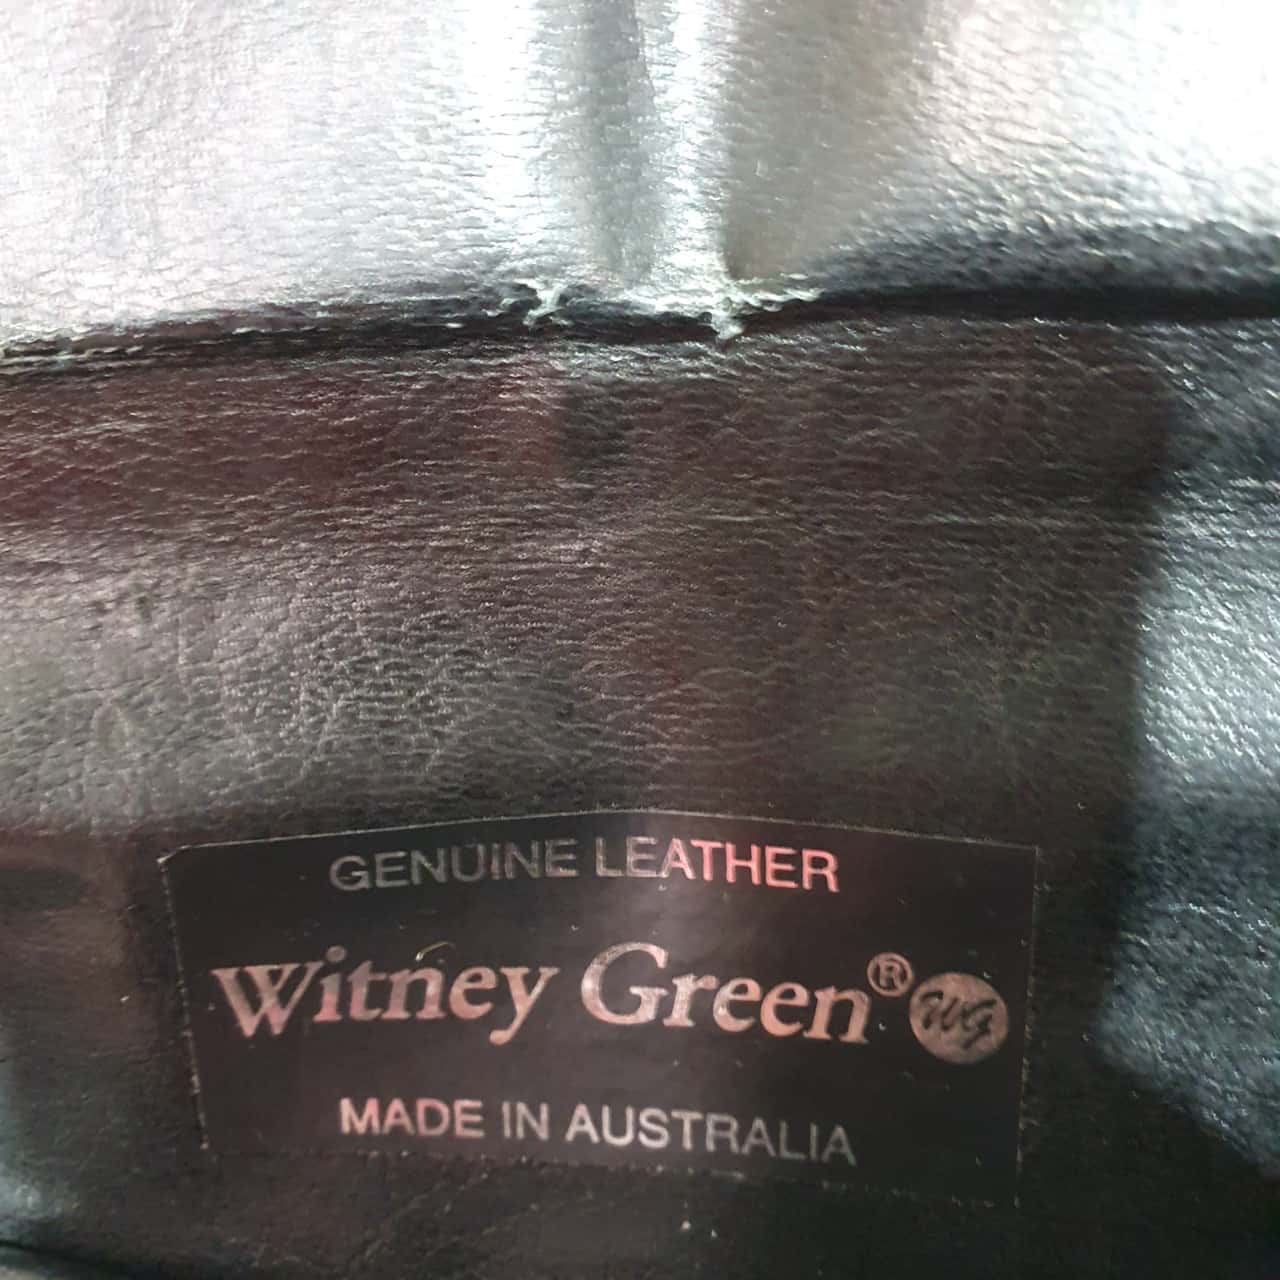 GENUINE LEATHER
Witney Green® WG
MADE IN AUSTRALIA